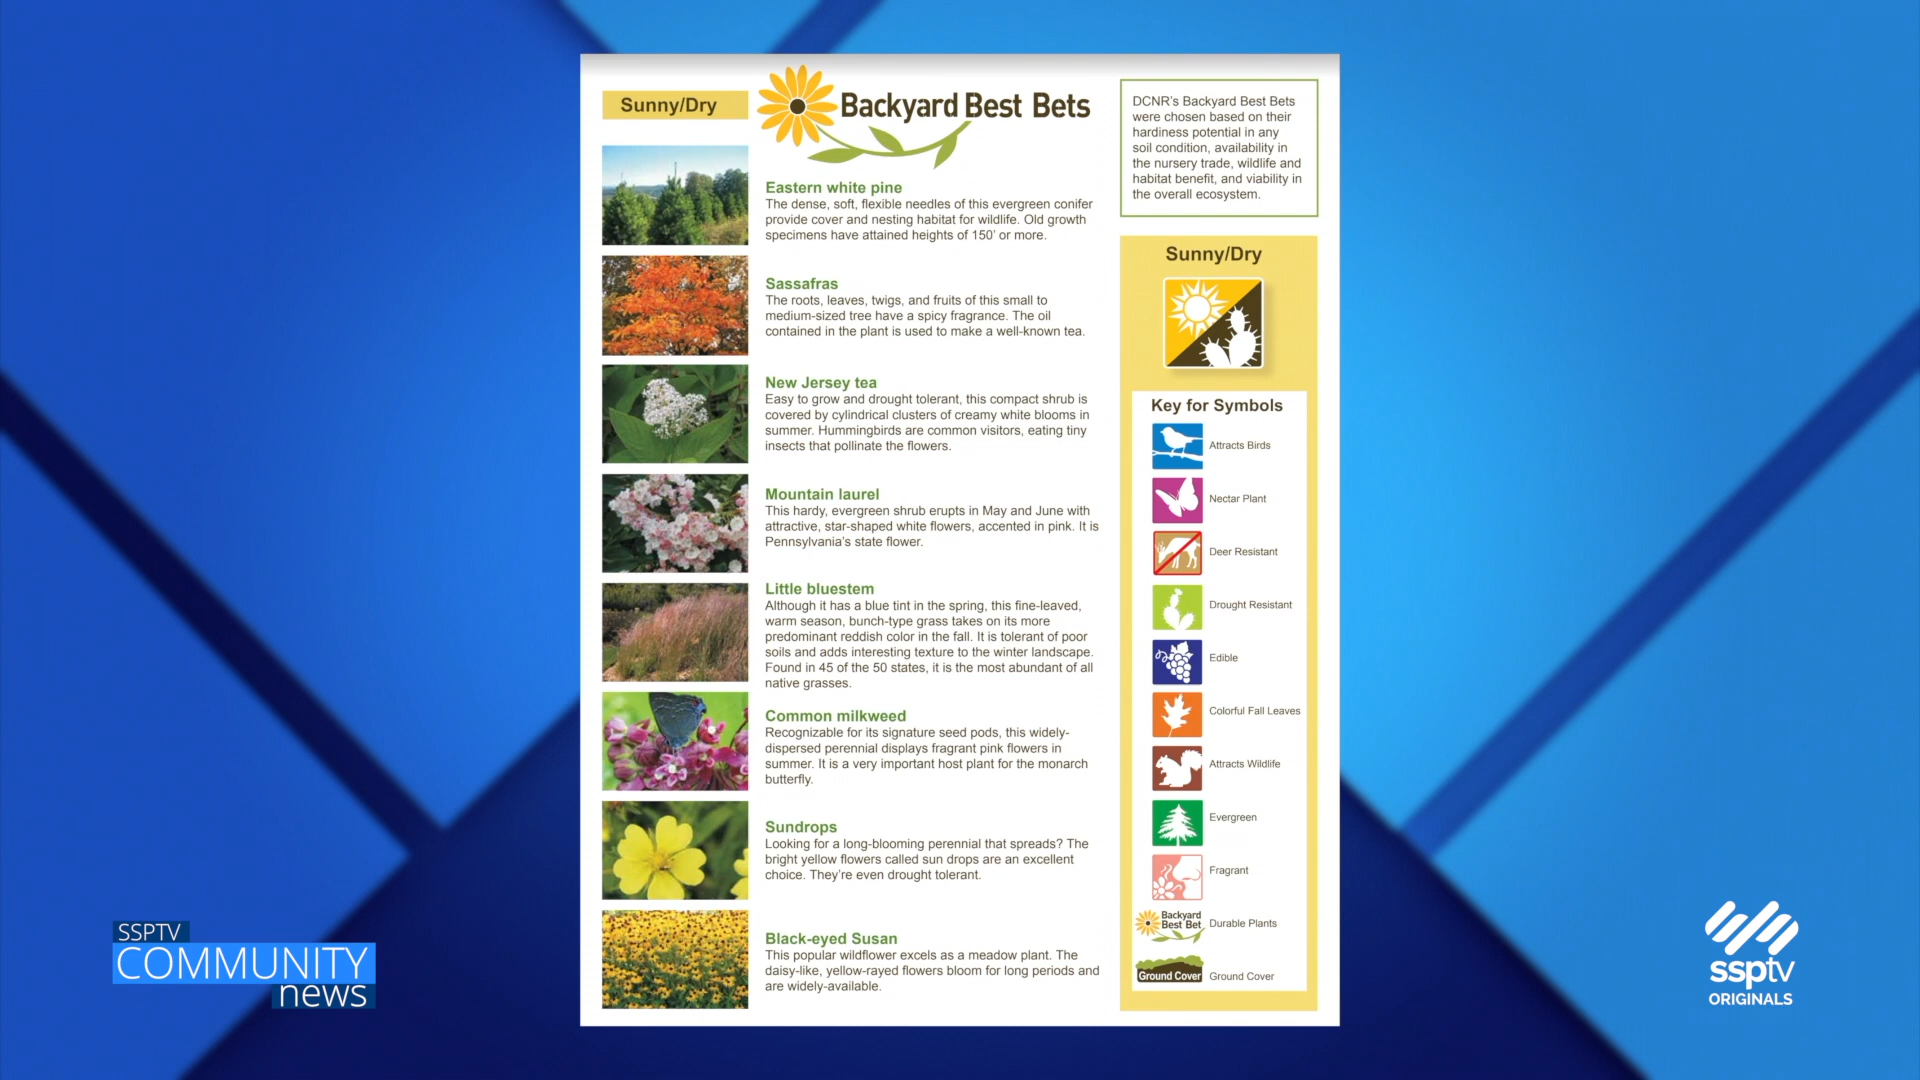 Sunny/Dry
Backyard Best Bets
Eastern white pine
The dense, soft, flexible needles of this evergreen conifer
provide cover and nesting habitat for wildlife. Old growth
specimens have attained heights of 150' or more.
Sassafras
The roots, leaves, twigs, and fruits of this small to
medium-sized tree have a spicy fragrance. The oil
contained in the plant is used to make a well-known tea.
New Jersey tea
Easy to grow and drought tolerant, this compact shrub is
covered by cylindrical clusters of creamy white blooms in
summer. Hummingbirds are common visitors, eating tiny
insects that pollinate the flowers.
Mountain laurel
This hardy, evergreen shrub erupts in May and June with
attractive, star-shaped white flowers, accented in pink. It is
Pennsylvania's state flower.
Little bluestem
Although it has a blue tint in the spring, this fine-leaved,
warm season, bunch-type grass takes on its more
predominant reddish color in the fall. It is tolerant of poor
soils and adds interesting texture to the winter landscape.
Found in 45 of the 50 states, it is the most abundant of all
native grasses.
Common milkweed
Recognizable for its signature seed pods, this widely-
dispersed perennial displays fragrant pink flowers in
summer. It is a very important host plant for the monarch
butterfly.
Sundrops
Looking for a long-blooming perennial that spreads? The
bright yellow flowers called sun drops are an excellent
choice. They're even drought tolerant.
Black-eyed Susan
This popular wildflower excels as a meadow plant. The
daisy-like, yellow-rayed flowers bloom for long periods and
are widely-available.
DCNR's Backyard Best Bets
were chosen based on their
hardiness potential in any
soil condition, availability in
the nursery trade, wildlife and
habitat benefit, and viability in
the overall ecosystem.
Sunny/Dry
Key for Symbols
Attracts Birds
Nectar Plant
Deer Resistant
Drought Resistant
Edible
Colorful Fall Leaves
Attracts Wildlife
Evergreen
Fragrant
Backyard
Best Bet
Durable Plants
Ground Cover
Ground Cover
SSPTV
COMMUNITY
news
ssptv
ORIGINALS